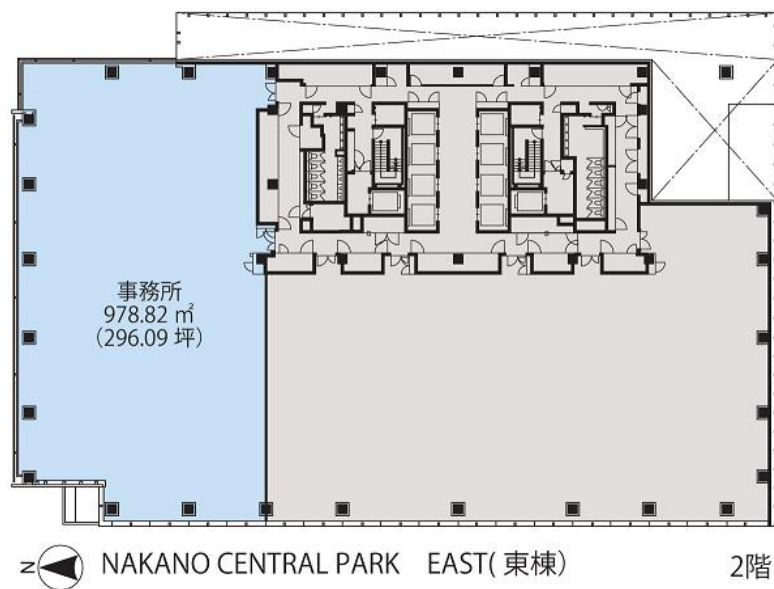 事務所
978.82 ㎡
（296.09 坪）
N NAKANO CENTRAL PARK EAST( 東棟） 2階